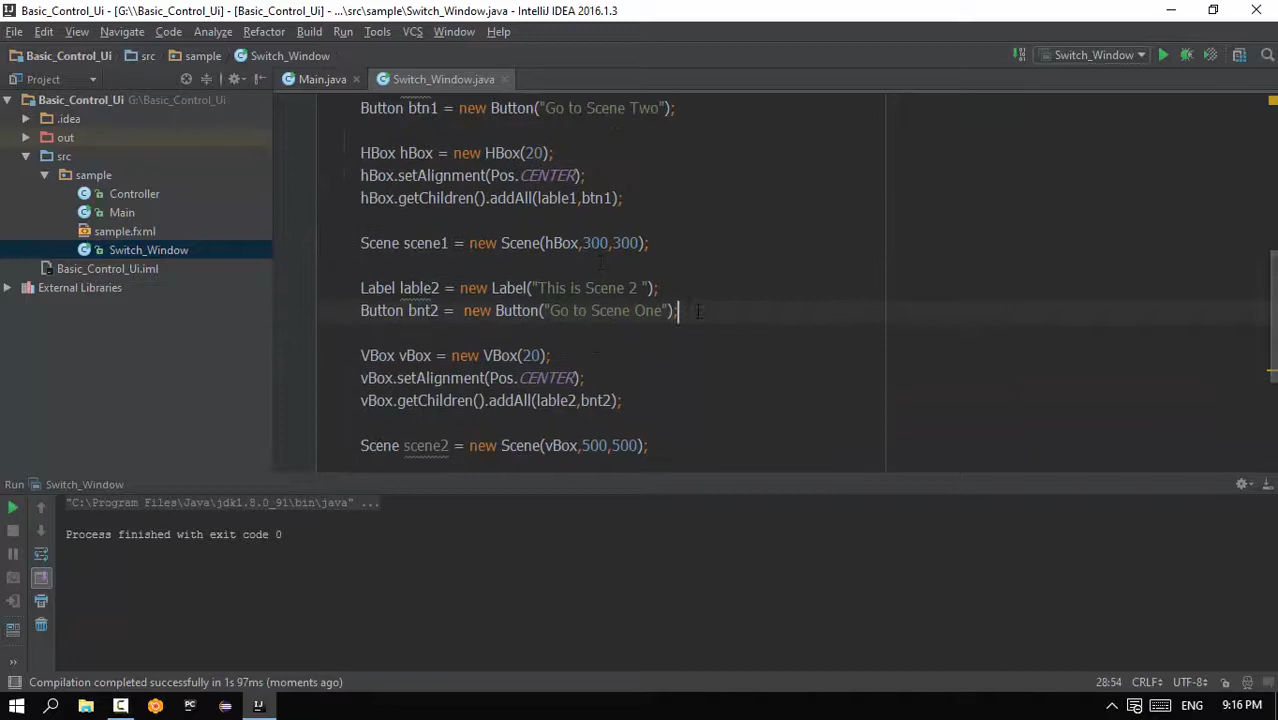 Basic_Control_Ui - [G:\\Basic_Control_Ui] - [Basic_Control_Ui] - ...\src\sample\Switch_Window.java - IntelliJ IDEA 2016.1.3
File Edit View Navigate Code Analyze Refactor Build Run Tools VCS Window Help
Basic_Control_Ui src sample Switch_Window Switch_Window
Project Main.java Switch_Window.java
Basic_Control_Ui G:\Basic_Control_Ui
.idea
out
src
sample
Controller
Main
sample.fxml
Switch_Window
Basic_Control_Ui.iml
External Libraries
Button btn1 = new Button("Go to Scene Two");
HBox hBox = new HBox(20);
hBox.setAlignment(Pos.CENTER);
hBox.getChildren().addAll(lable1,btn1);
Scene scene1 = new Scene(hBox,300,300);
Label lable2 = new Label("This is Scene 2 ");
Button bnt2 =  new Button("Go to Scene One");
VBox vBox = new VBox(20);
vBox.setAlignment(Pos.CENTER);
vBox.getChildren().addAll(lable2,bnt2);
Scene scene2 = new Scene(vBox,500,500);
Run Switch_Window
"C:\Program Files\Java\jdk1.8.0_91\bin\java" ...
Process finished with exit code 0
Compilation completed successfully in 1s 97ms (moments ago) 28:54 CRLF UTF-8
PC ENG 9:16 PM